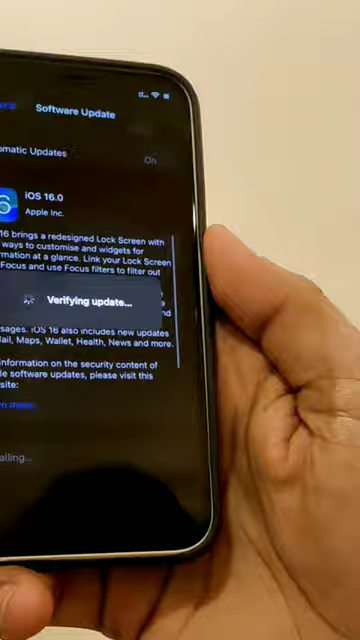 Software Update
omatic Updates
On
iOS 16.0
Apple Inc.
16 brings a redesigned Lock Screen with
ways to customise and widgets for
rmation at a glance. Link your Lock Screen
Focus and use Focus filters to filter out
Verifying update...
nd
sages. iOS 16 also includes new updates
Mail, Maps, Wallet, Health, News and more.
information on the security content of
le software updates, please visit this
site:
n more
alling...